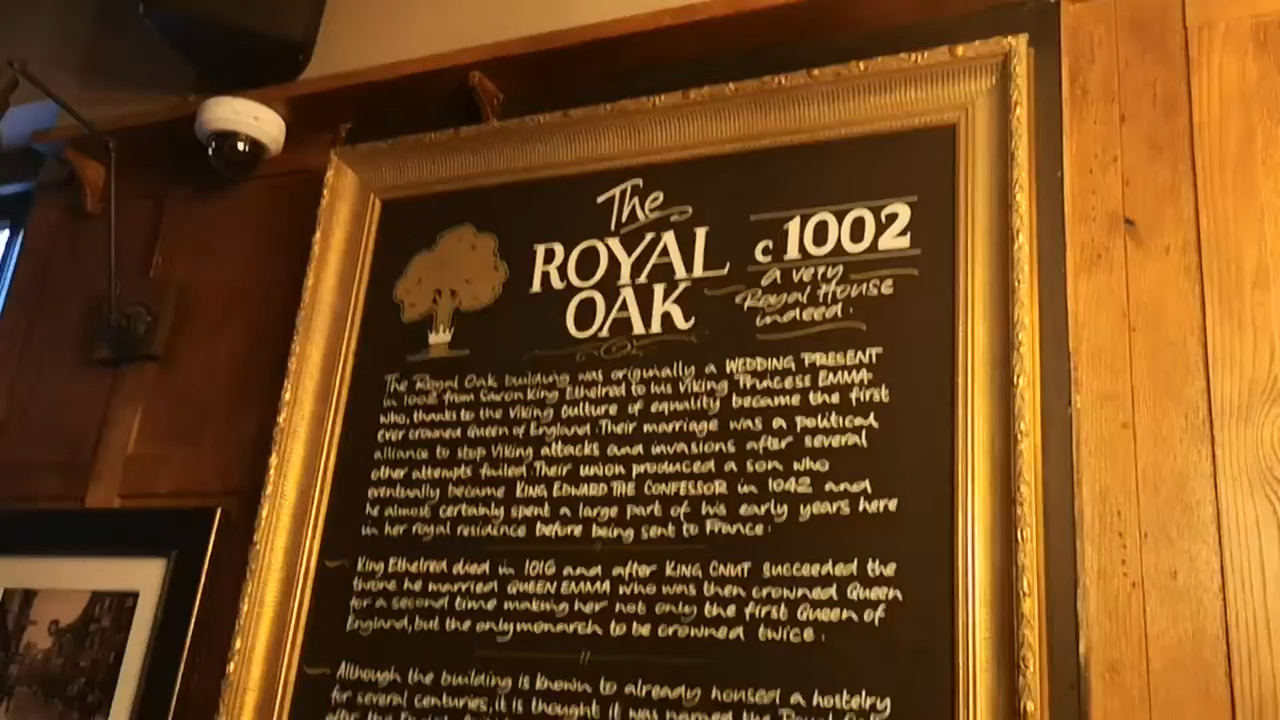 The
ROYAL
OAK
c 1002
a very
Royal House
indeed.
The Royal Oak building was originally a WEDDING PRESENT
in 1002 from Saxon King Ethelred to his Viking Princess EMMA
who, thanks to the Viking culture of equality became the first
ever crowned Queen of England. Their marriage was a political
alliance to stop Viking attacks and invasions after several
other attempts failed. Their union produced a son who
eventually became KING EDWARD THE CONFESSOR in 1042 and
he almost certainly spent a large part of his early years here
in her royal residence before being sent to France.
King Ethelred died in 1016 and after KING CNUT succeeded the
throne he married QUEEN EMMA who was then crowned Queen
for a second time making her not only the first Queen of
England, but the only monarch to be crowned twice.
Although the building is known to already housed a hostelry
for several centuries, it is thought it was named the Royal Oak
after the